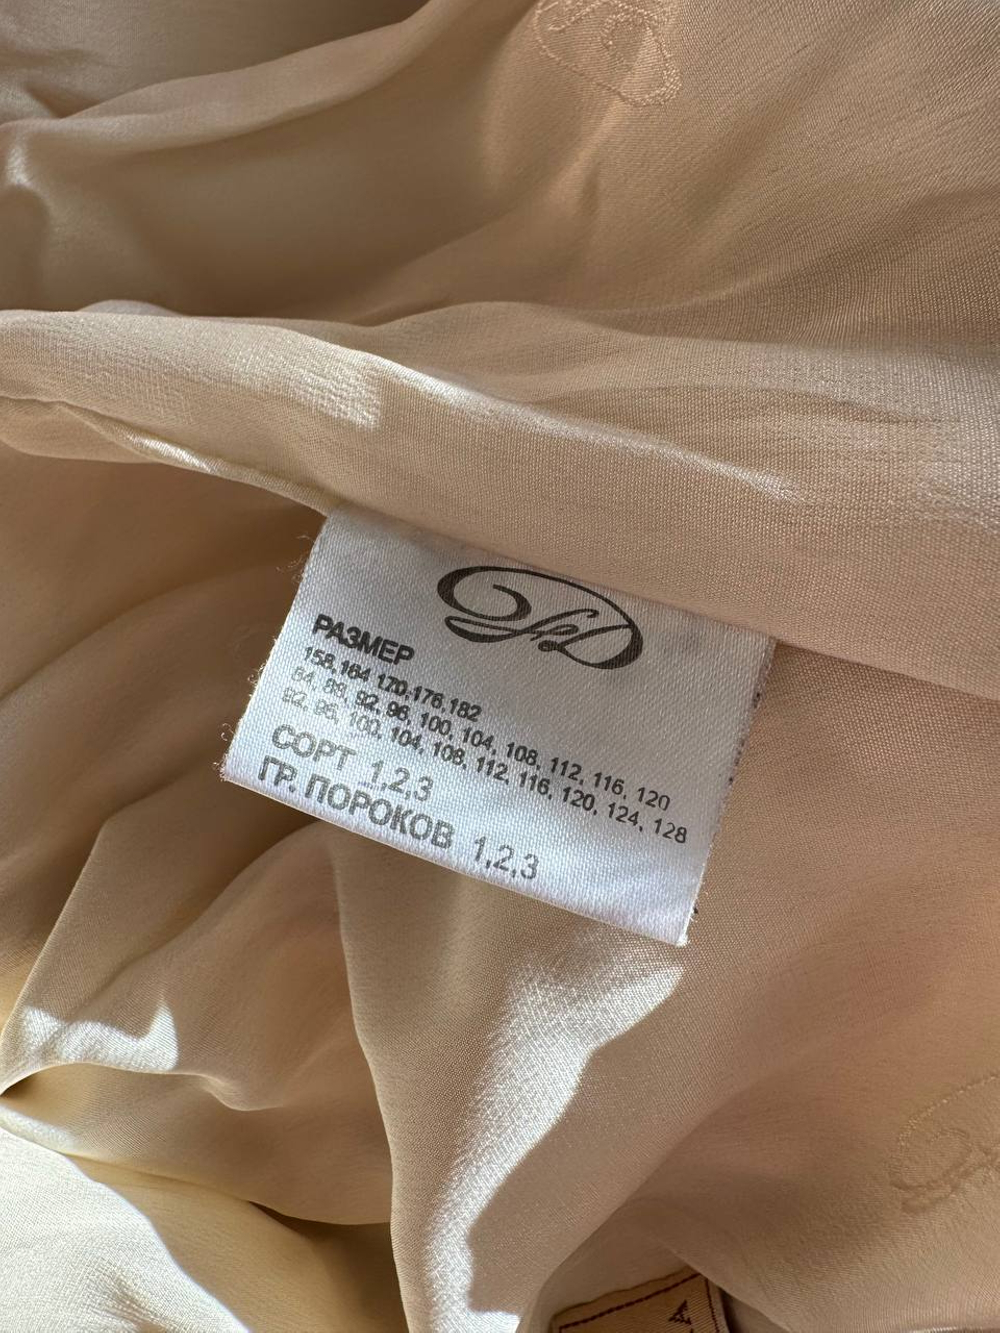 РАЗМЕР
158,164 170,176,182
84, 88, 92, 96, 100, 104, 108, 112, 116, 120
92, 96, 100, 104, 108, 112, 116, 120, 124, 128
СОРТ 1,2,3
ГР. ПОРОКОВ 1,2,3